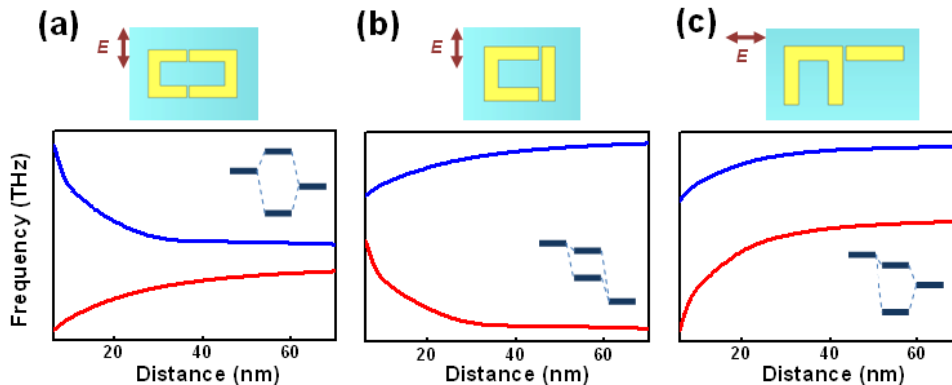 (a)
E
(b)
E
(c)
E
Frequency (THz)
20 40 60
Distance (nm)
20 40 60
Distance (nm)
20 40 60
Distance (nm)